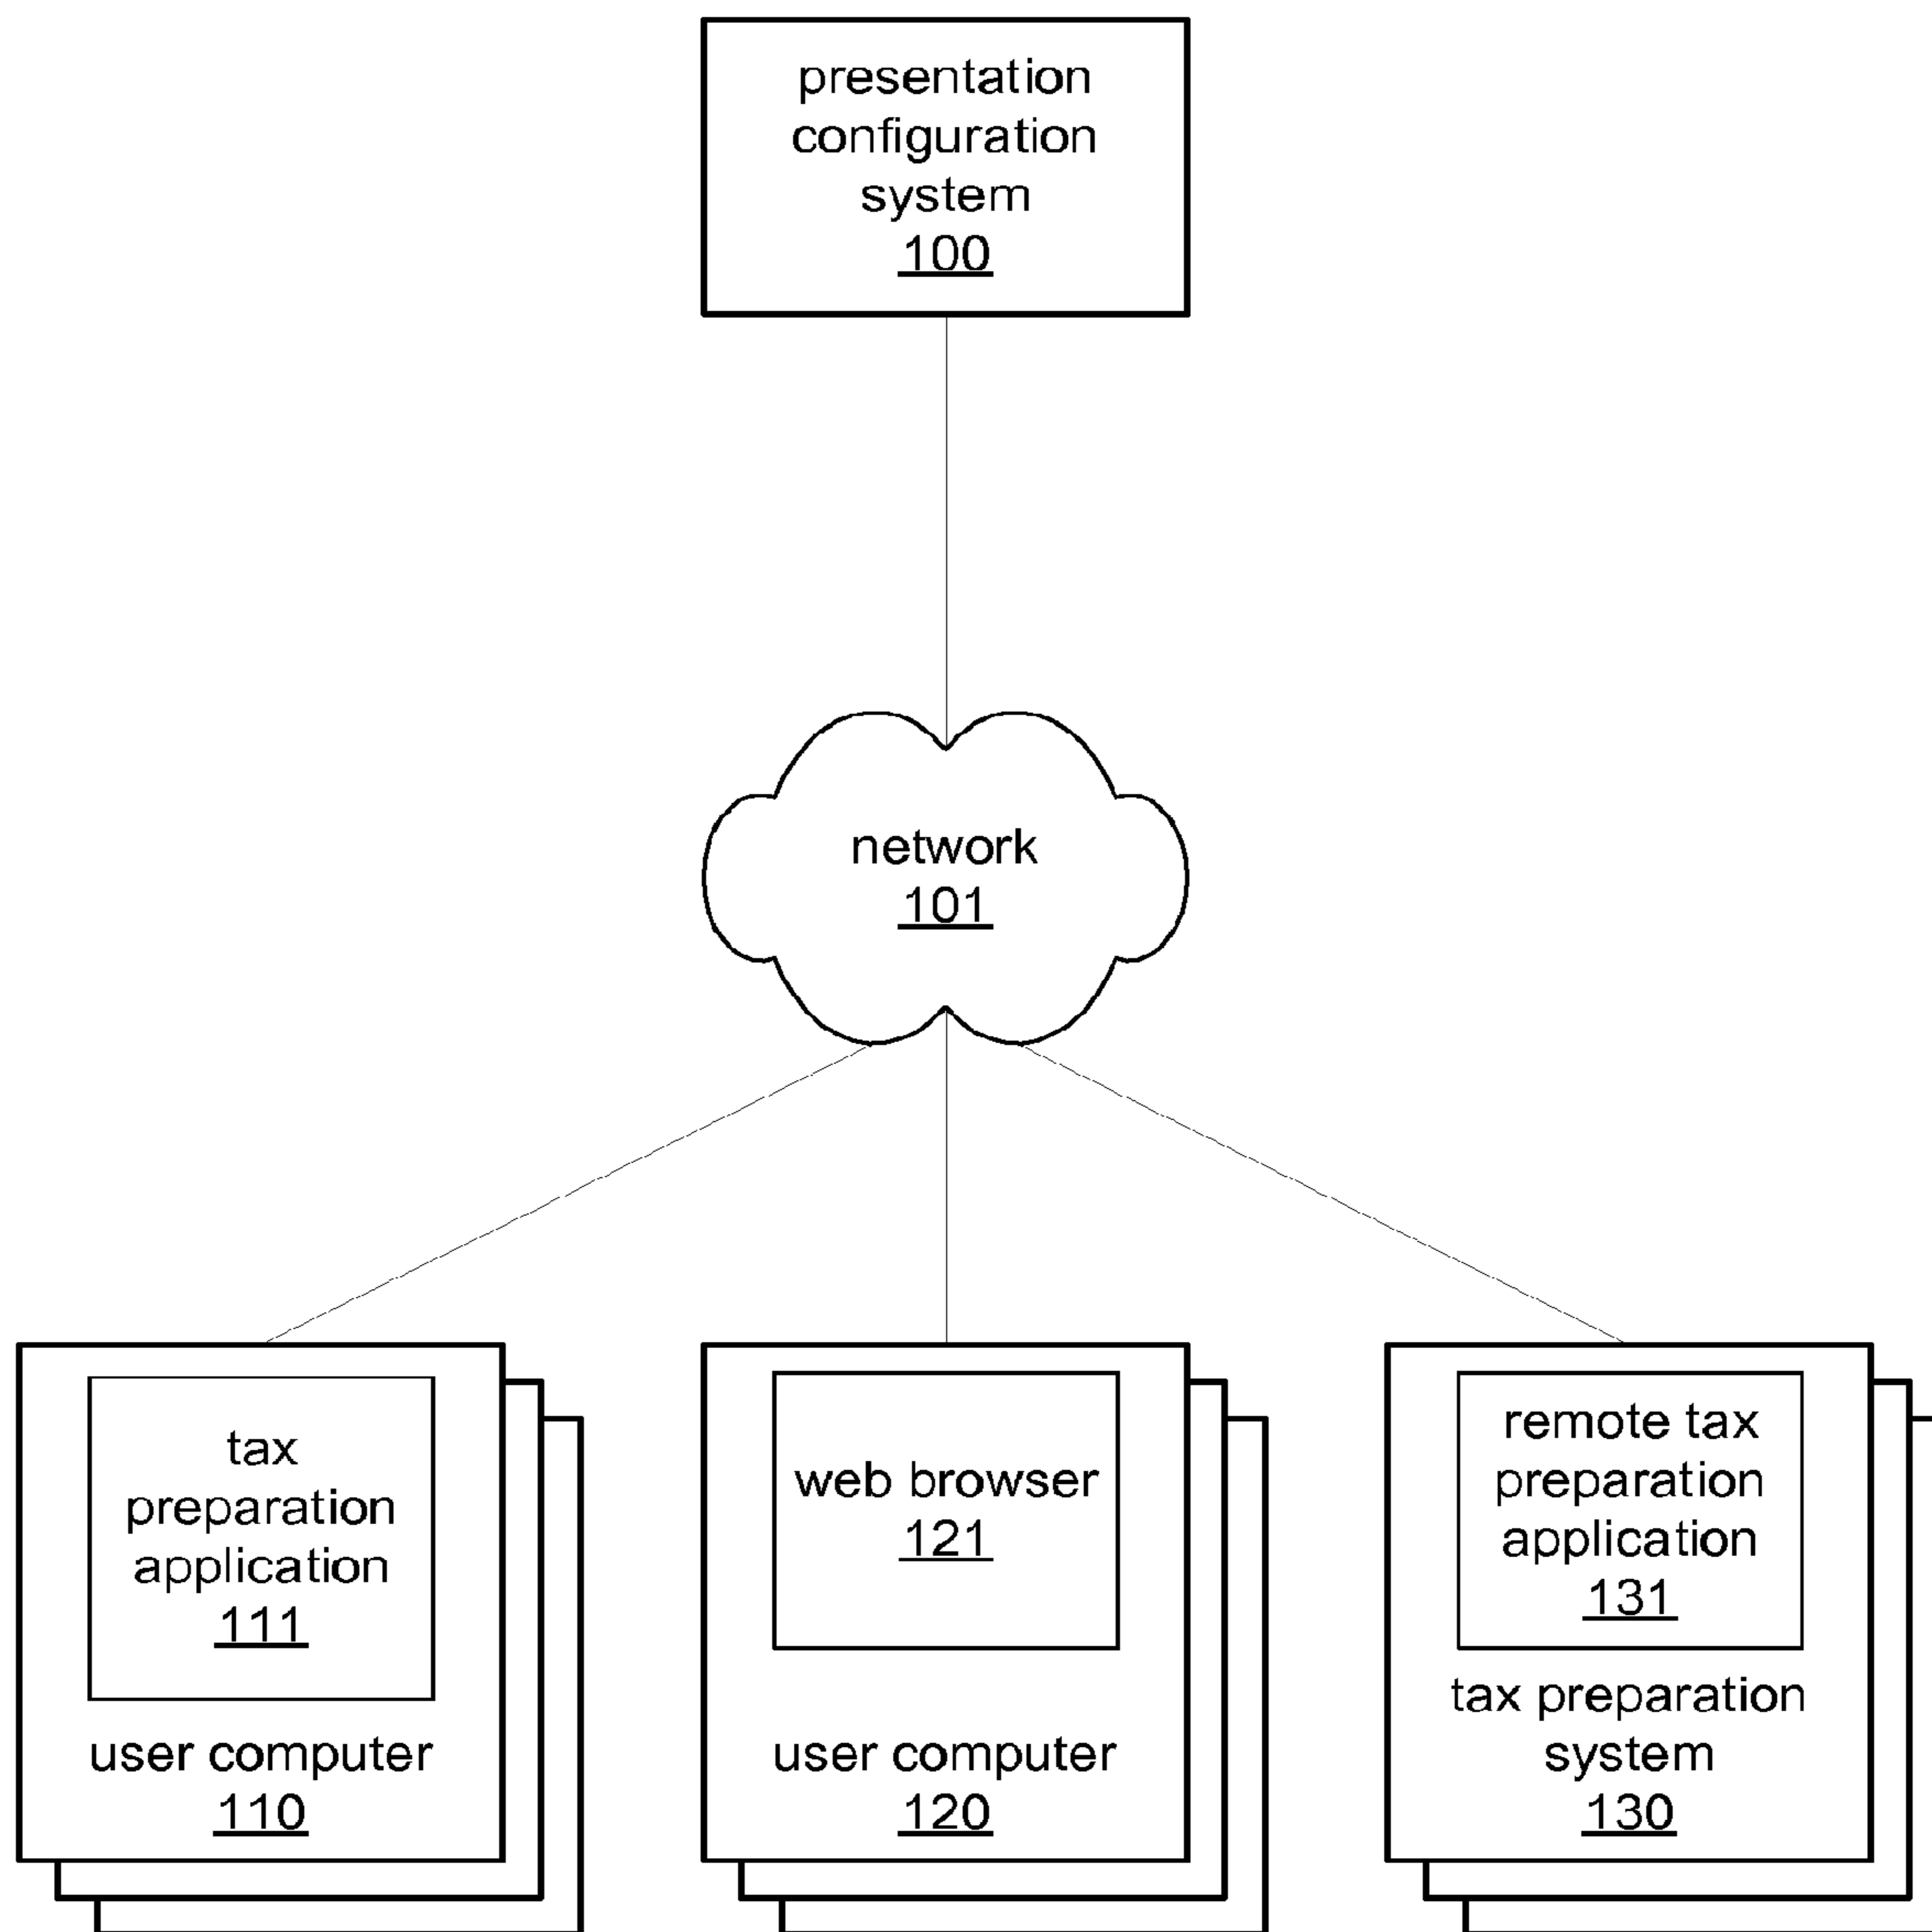 presentation
configuration
system
100
network
101
tax
preparation
application
111
user computer
110
web browser
121
user computer
120
remote tax
preparation
application
131
tax preparation
system
130